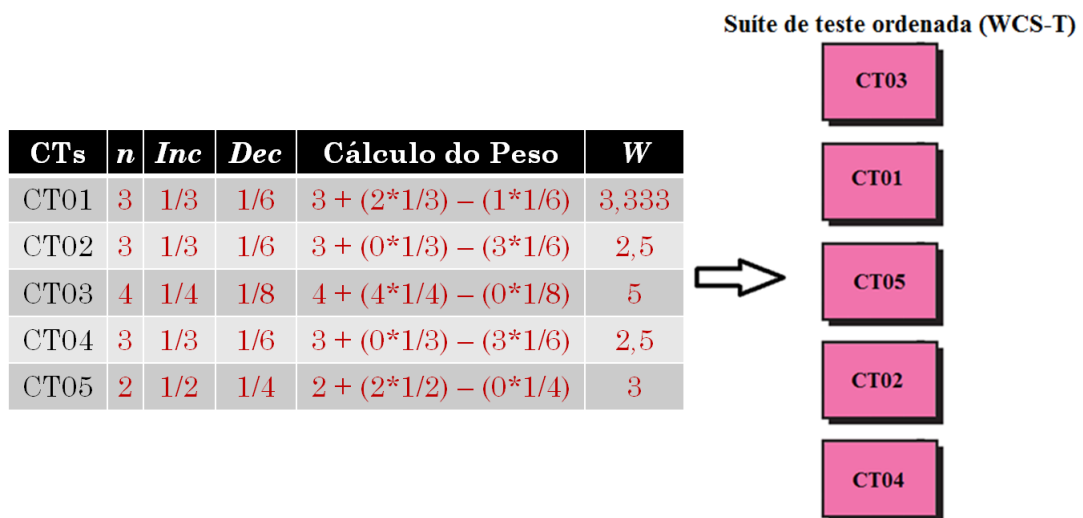 Suíte de teste ordenada (WCS-T)
CTs n Inc Dec Cálculo do Peso W
CT01 3 1/3 1/6 3 + (2*1/3) – (1*1/6) 3,333
CT02 3 1/3 1/6 3 + (0*1/3) – (3*1/6) 2,5
CT03 4 1/4 1/8 4 + (4*1/4) – (0*1/8) 5
CT04 3 1/3 1/6 3 + (0*1/3) – (3*1/6) 2,5
CT05 2 1/2 1/4 2 + (2*1/2) – (0*1/4) 3
CT03
CT01
CT05
CT02
CT04